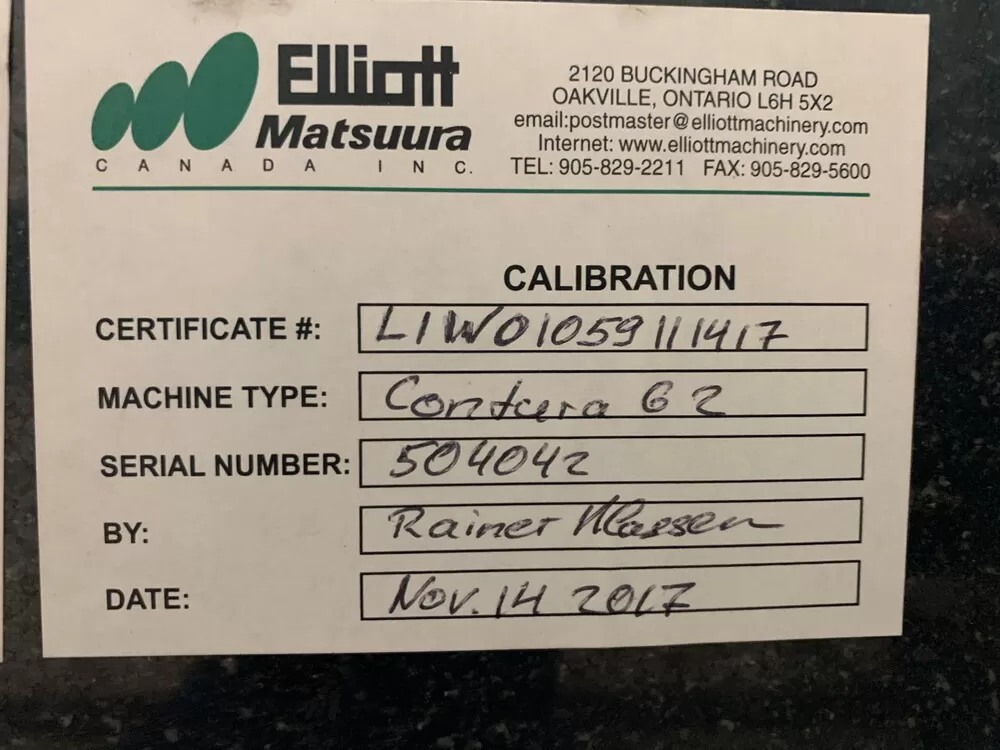 Elliott
Matsuura
CANADA INC.
2120 BUCKINGHAM ROAD
OAKVILLE, ONTARIO L6H 5X2
email:postmaster@elliottmachinery.com
Internet: www.elliottmachinery.com
TEL: 905-829-2211 FAX: 905-829-5600
CALIBRATION
CERTIFICATE #: LIW01059111417
MACHINE TYPE: Contura G2
SERIAL NUMBER: 504042
BY: Rainer Klassen
DATE: Nov. 14 2017